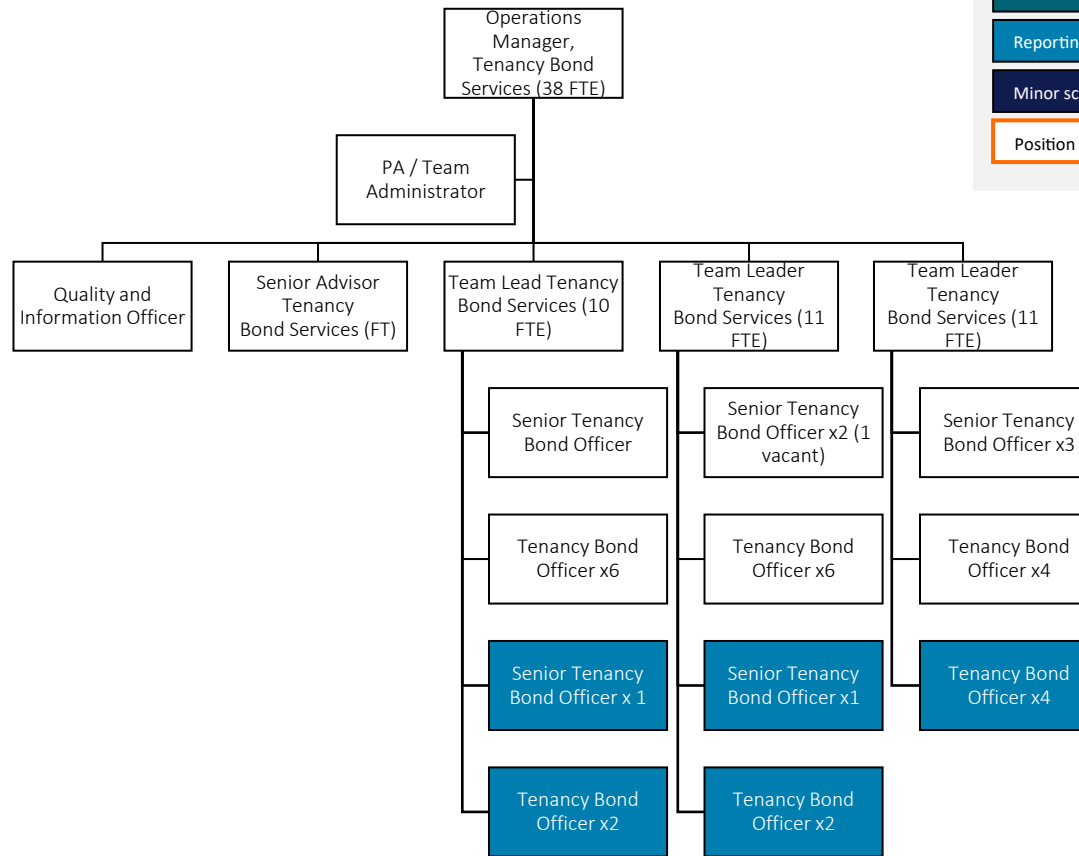 Operations
Manager,
Tenancy Bond
Services (38 FTE)
Reporting
Minor
Position
PA / Team
Administrator
Quality and
Information Officer
Senior Advisor
Tenancy
Bond Services (FT)
Team Lead Tenancy
Bond Services (10
FTE)
Team Leader
Tenancy
Bond Services (11
FTE)
Team Leader
Tenancy
Bond Services (11
FTE)
Senior Tenancy
Bond Officer
Senior Tenancy
Bond Officer x2 (1
vacant)
Senior Tenancy
Bond Officer x3
Tenancy Bond
Officer x6
Tenancy Bond
Officer x6
Tenancy Bond
Officer x4
Senior Tenancy
Bond Officer x 1
Senior Tenancy
Bond Officer x1
Tenancy Bond
Officer x4
Tenancy Bond
Officer x2
Tenancy Bond
Officer x2